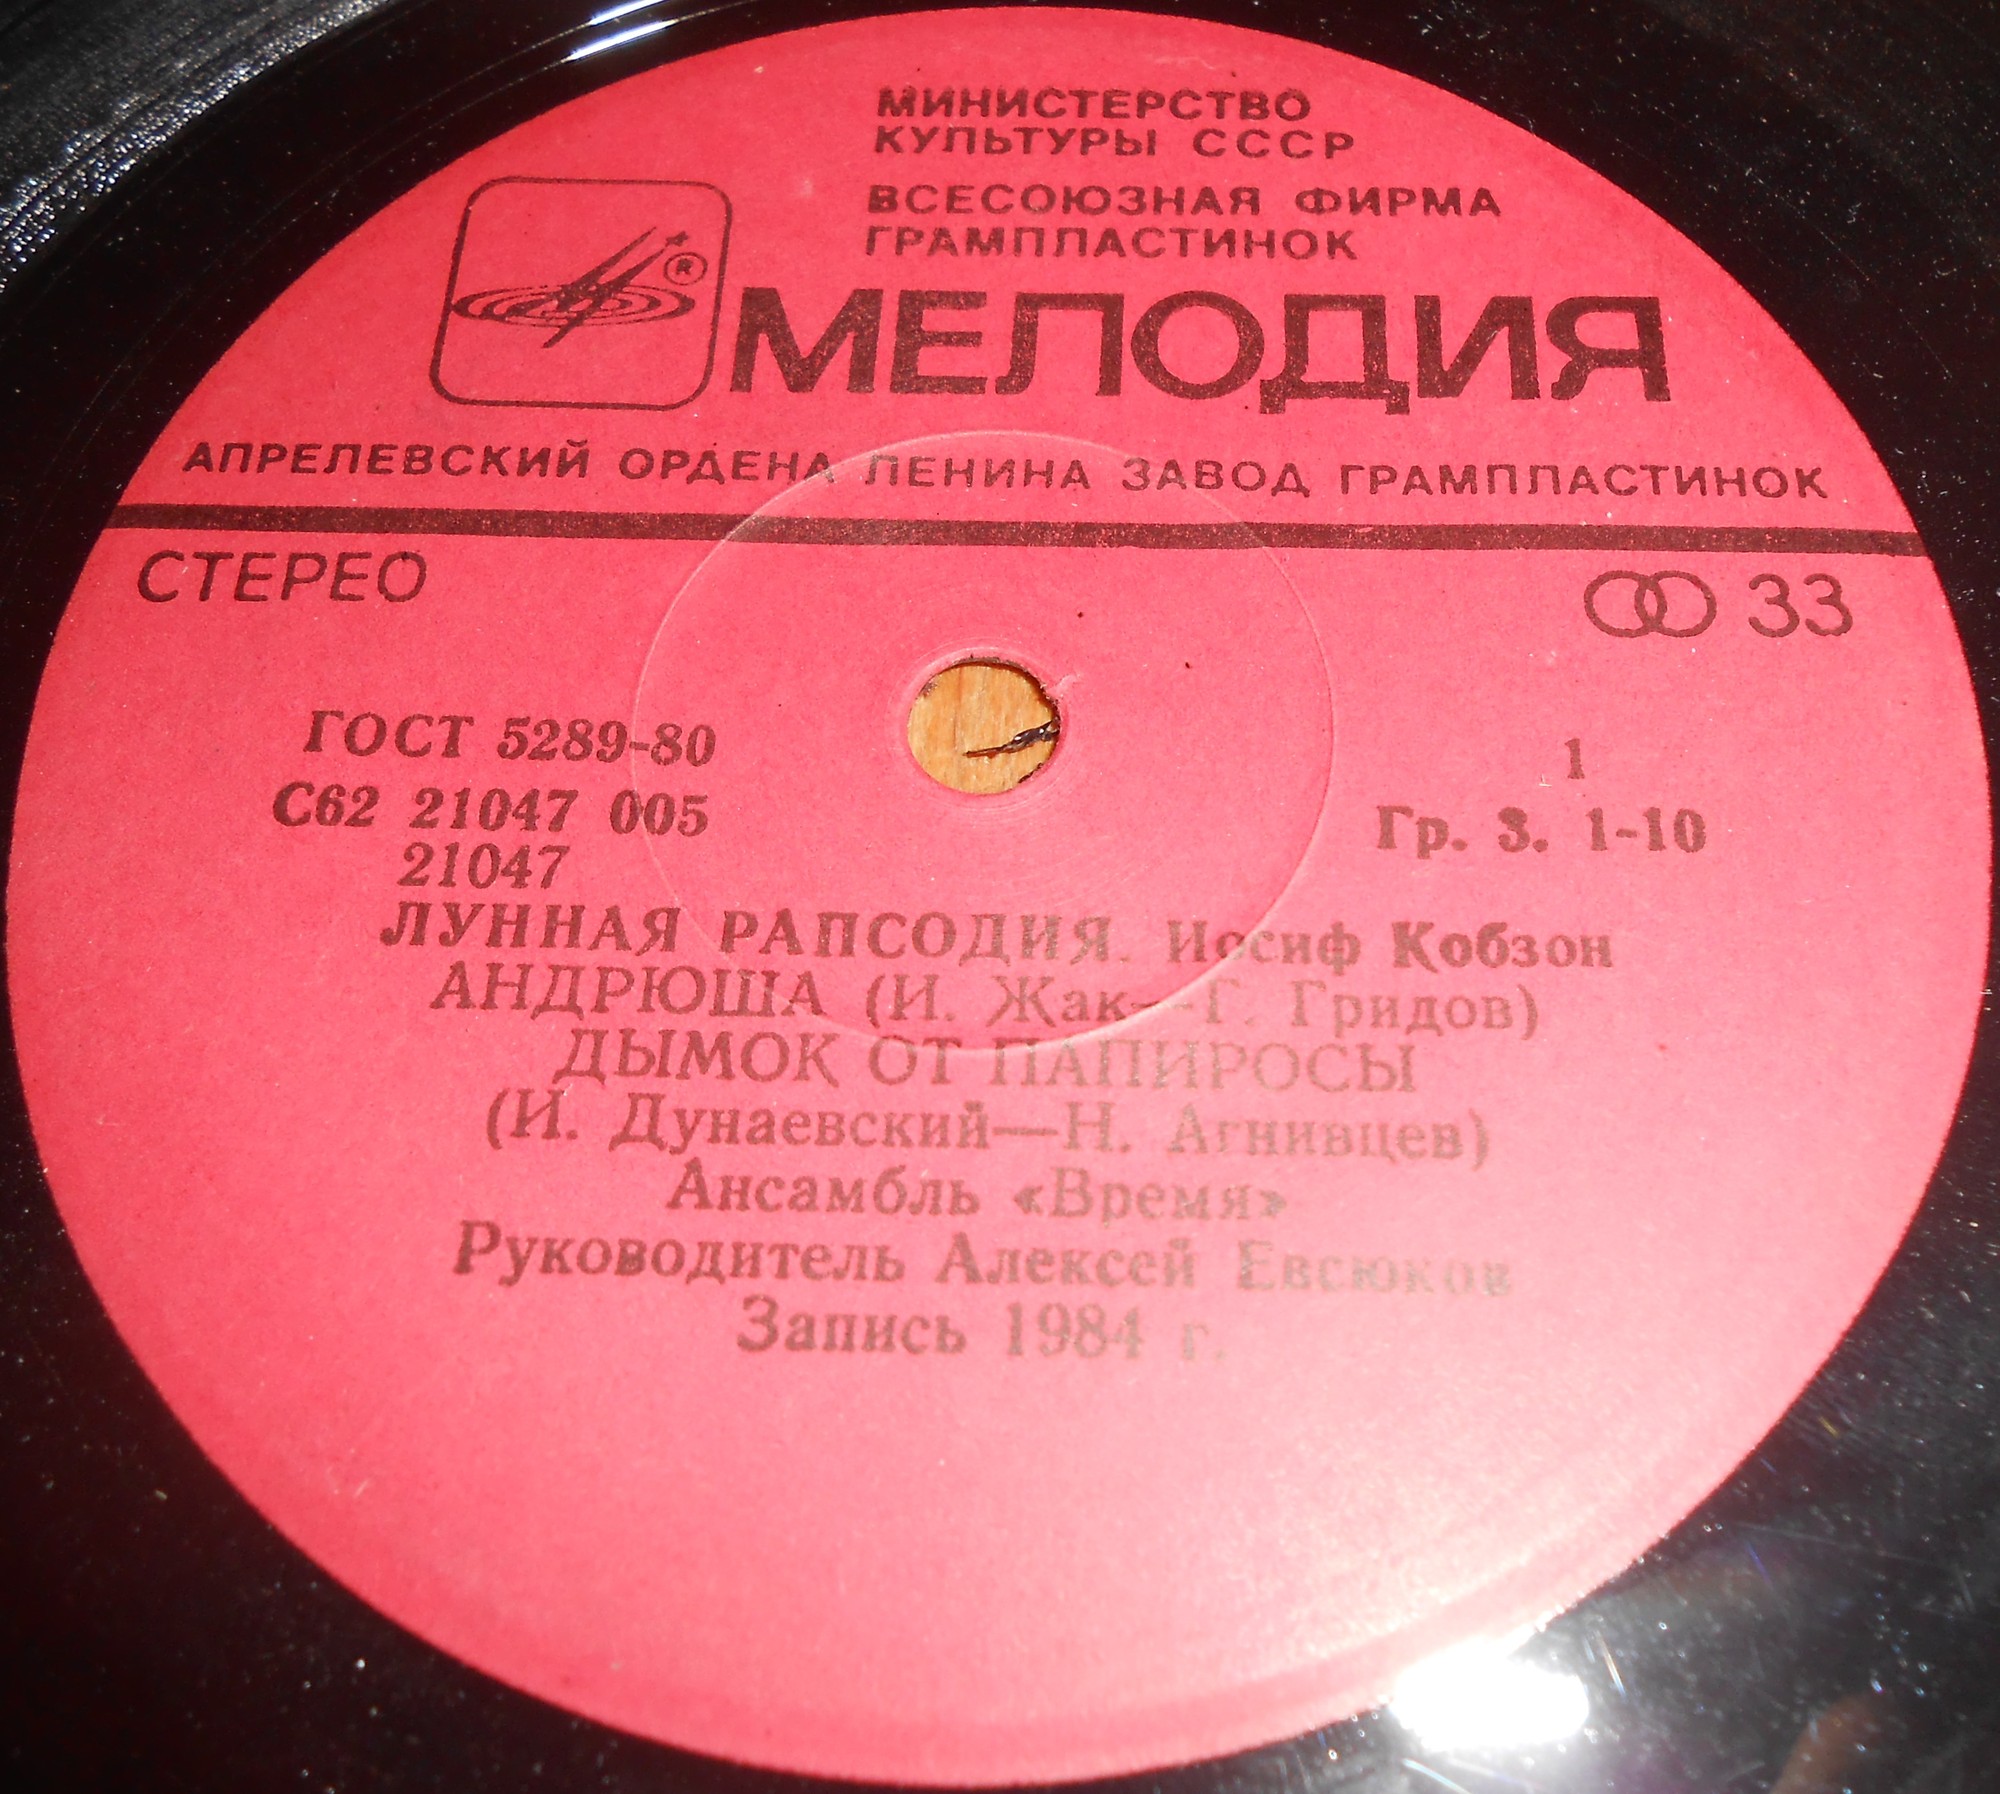 МИНИСТЕРСТВО
КУЛЬТУРЫ СССР
ВСЕСОЮЗНАЯ ФИРМА
ГРАМПЛАСТИНОК
® МЕЛОДИЯ
АПРЕЛЕВСКИЙ ОРДЕНА ЛЕНИНА ЗАВОД ГРАМПЛАСТИНОК
СТЕРЕО 33
ГОСТ 5289-80 1
С62 21047 005 Гр. 3. 1-10
21047
ЛУННАЯ РАПСОДИЯ. Иосиф Кобзон
АНДРЮША (И. Жак—Г. Гридов)
ДЫМОК ОТ ПАПИРОСЫ
(И. Дунаевский—Н. Агнивцев)
Ансамбль «Время»
Руководитель Алексей Евсюков
Запись 1984 г.